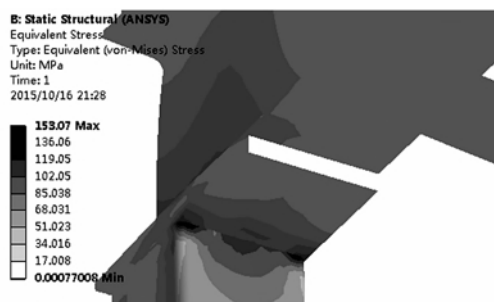 B: Static Structural (ANSYS)
Equivalent Stress
Type: Equivalent (von-Mises) Stress
Unit: MPa
Time: 1
2015/10/16 21:28
153.07 Max
136.06
119.05
102.05
85.038
68.031
51.023
34.016
17.008
0.00077008 Min